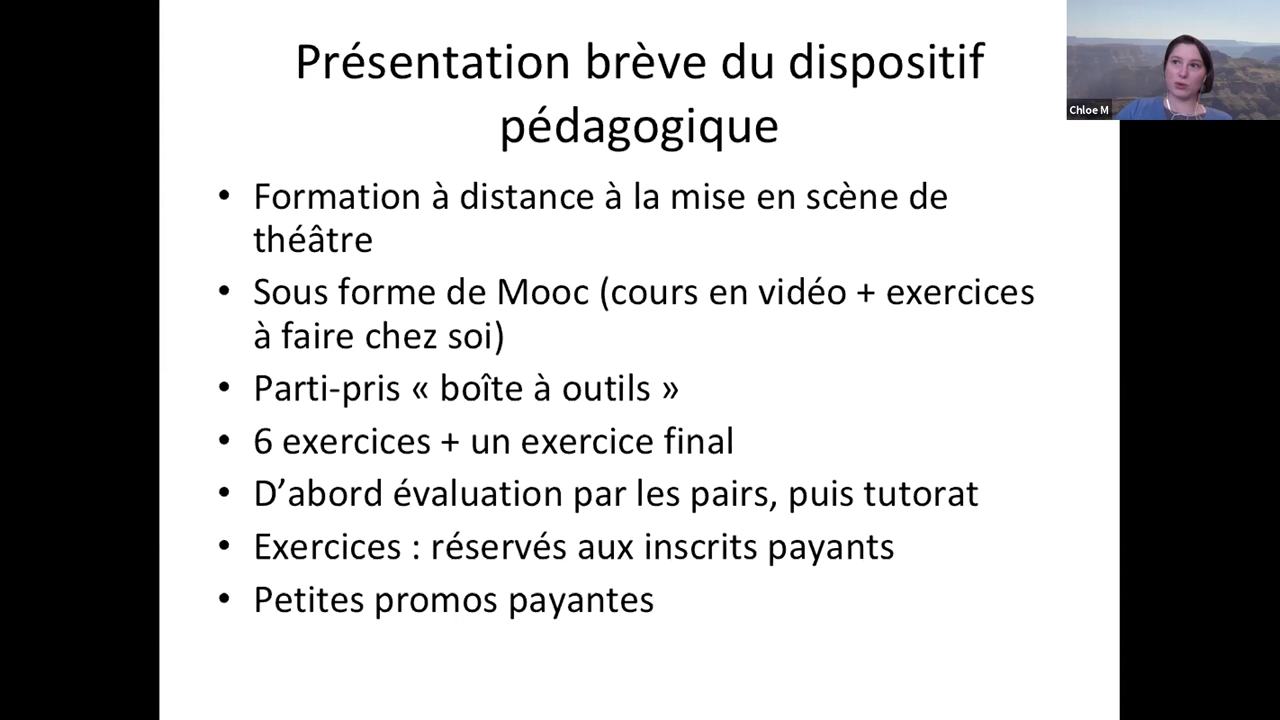 Présentation brève du dispositif
pédagogique
Chloe M
• Formation à distance à la mise en scène de
théâtre
• Sous forme de Mooc (cours en vidéo + exercices
à faire chez soi)
• Parti-pris « boîte à outils »
• 6 exercices + un exercice final
• D’abord évaluation par les pairs, puis tutorat
• Exercices : réservés aux inscrits payants
• Petites promos payantes